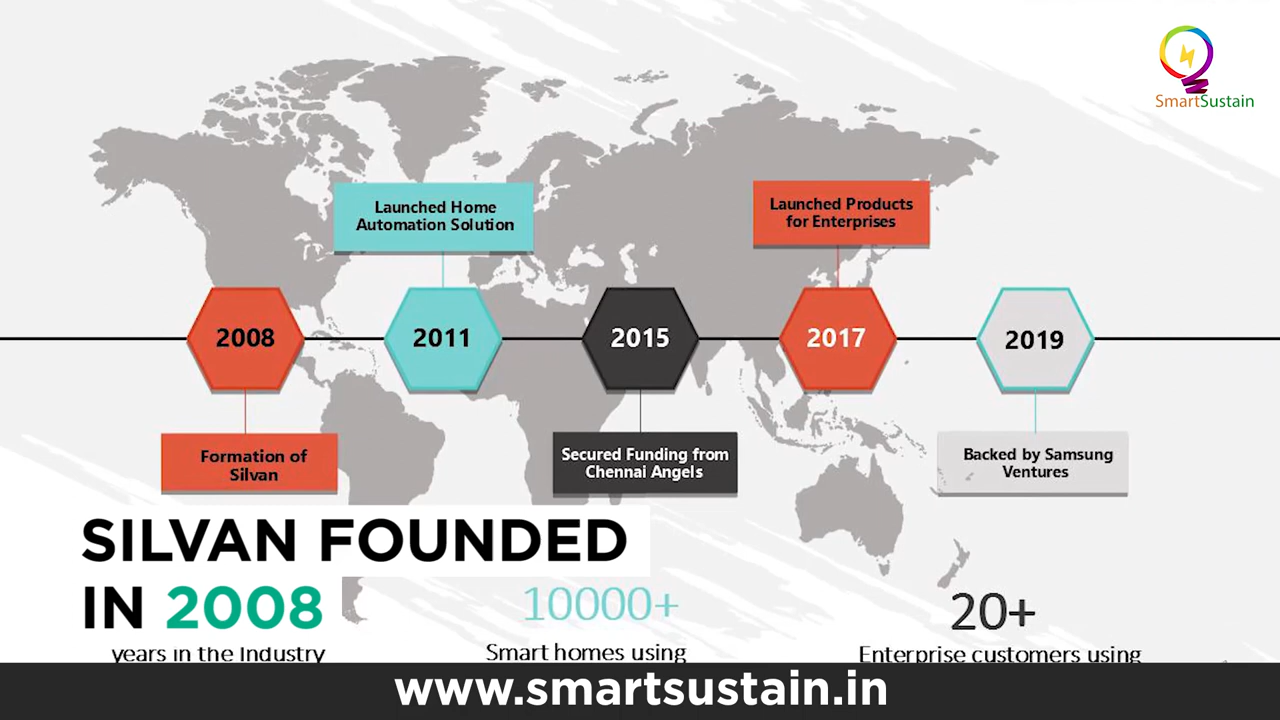 SmartSustain
Launched Home
Automation Solution
Launched Products
for Enterprises
2008
2011
2015
2017
2019
Formation of
Silvan
Secured Funding from
Chennai Angels
Backed by Samsung
Ventures
SILVAN FOUNDED
IN 2008
10000+
20+
years in the Industry
Smart homes using
Enterprise customers using
www.smartsustain.in